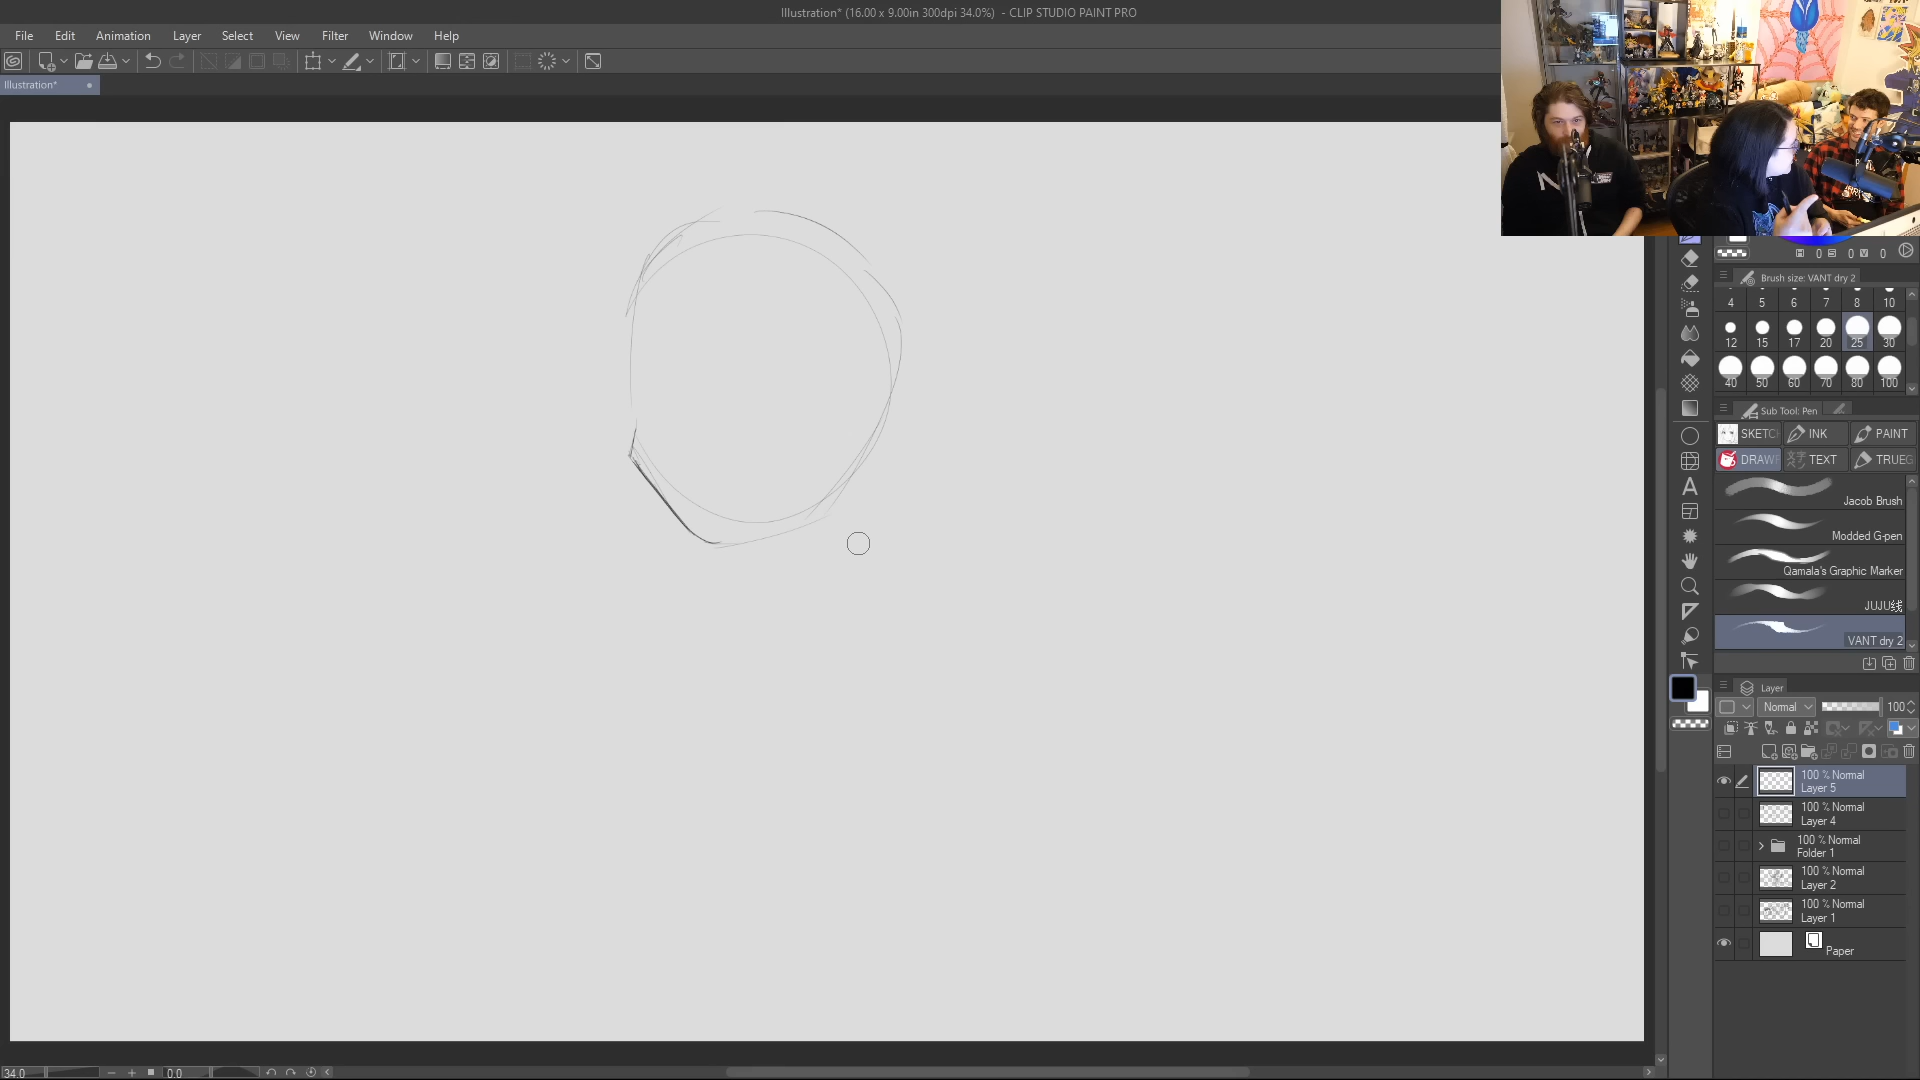 Illustration* (16.00 x 9.00in 300dpi 34.0%) - CLIP STUDIO PAINT PRO
File Edit Animation Layer Select View Filter Window Help
Illustration*
0 0 0
Brush size: VANT dry 2
4 5 6 7 8 10
12 15 17 20 25 30
40 50 60 70 80 100
Sub Tool: Pen
SKETC INK PAINT
DRAW TEXT TRUEG
Jacob Brush
Modded G-pen
Qamala's Graphic Marker
JUJU线
VANT dry 2
Layer
Normal 100
100 % Normal
Layer 5
100 % Normal
Layer 4
100 % Normal
Folder 1
100 % Normal
Layer 2
100 % Normal
Layer 1
Paper
34.0 0.0